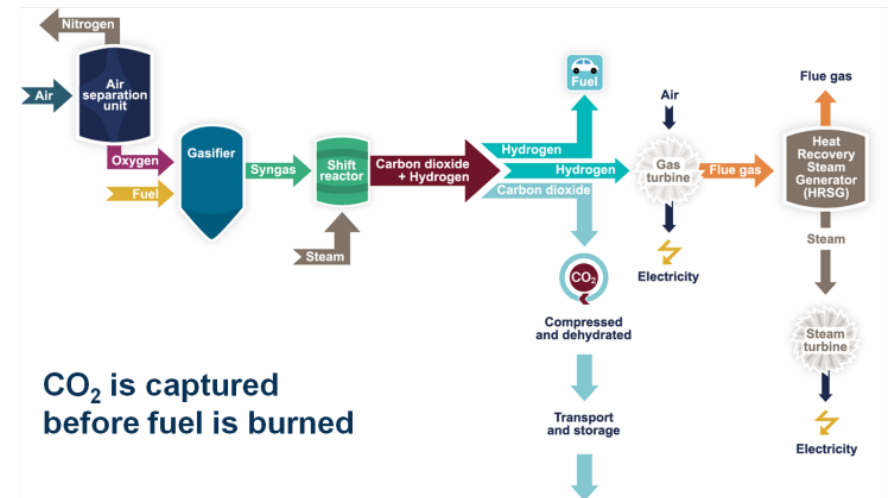 Nitrogen
Air
Air
separation
unit
Oxygen
Fuel
Gasifier
Syngas
Shift
reactor
Steam
Carbon dioxide
+ Hydrogen
Fuel
Hydrogen
Hydrogen
Carbon dioxide
CO₂
Compressed
and dehydrated
Transport
and storage
Air
Gas
turbine
Electricity
Flue gas
Flue gas
Heat
Recovery
Steam
Generator
(HRSG)
Steam
Steam
turbine
Electricity
CO₂ is captured
before fuel is burned